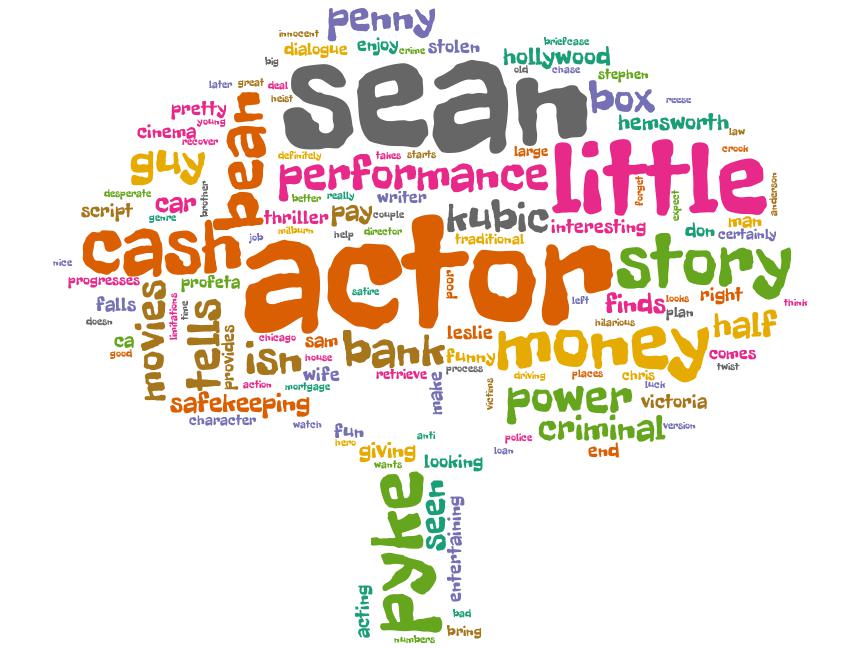 penny
innocent
dialogue enjoy crime stolen
briefcase
hollywood
big
sean
old chase stephen
later great deal
heist
box reese
pretty
young
cinema
recover
hemsworth law
bean
guy
definitely takes starts large
crook
performance little
desperate
brother
better really writer
forget
expect
anderson
script genre car
thriller pay couple
kubic interesting
man
don certainly
milburn help director
traditional
job
cash
nice
actor
story
progresses
profeta
satire
poor
left
finds looks right
plan
think
falls
movies
limitations
time
tells
provides
doesn
ca
good
chicago sam
house
isn
bank
leslie
funny
process
money
hilarious
half
comes
twist
wife
retrieve
make
action mortgage
victims
driving places chris
luck
safekeeping
character
power victoria
criminal version
watch
fun
hero
anti
police
loan
end
giving
wants
looking
pyke
seen
entertaining
acting
bad
bring
numbers